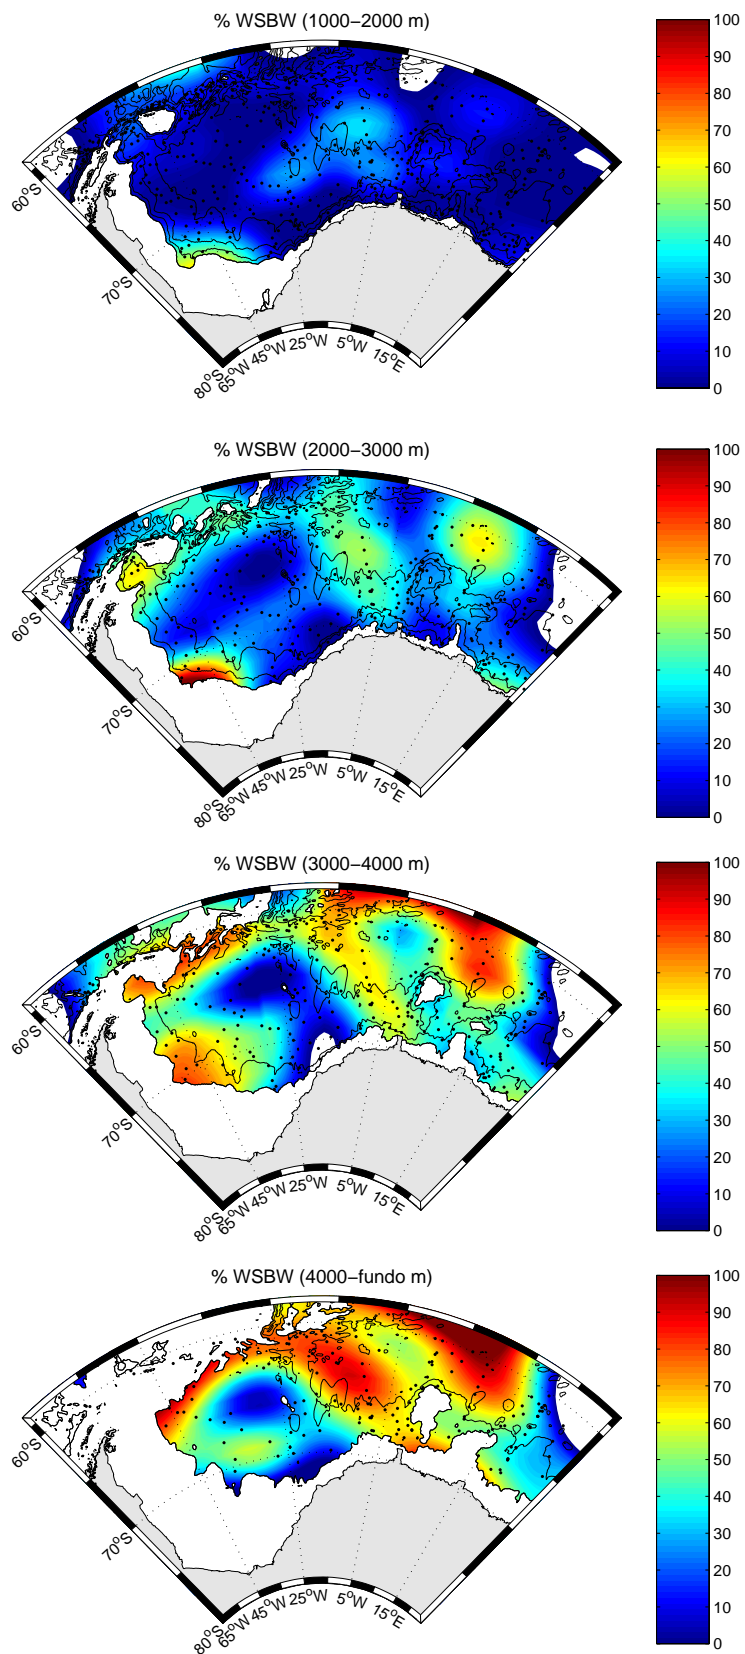 % WSBW (1000−2000 m)
100
90
80
70
60
50
40
30
20
10
0
60°S
70°S
80°S
65°W
45°W
25°W
5°W
15°E
% WSBW (2000−3000 m)
100
90
80
70
60
50
40
30
20
10
0
60°S
70°S
80°S
65°W
45°W
25°W
5°W
15°E
% WSBW (3000−4000 m)
100
90
80
70
60
50
40
30
20
10
0
60°S
70°S
80°S
65°W
45°W
25°W
5°W
15°E
% WSBW (4000−fundo m)
100
90
80
70
60
50
40
30
20
10
0
60°S
70°S
80°S
65°W
45°W
25°W
5°W
15°E